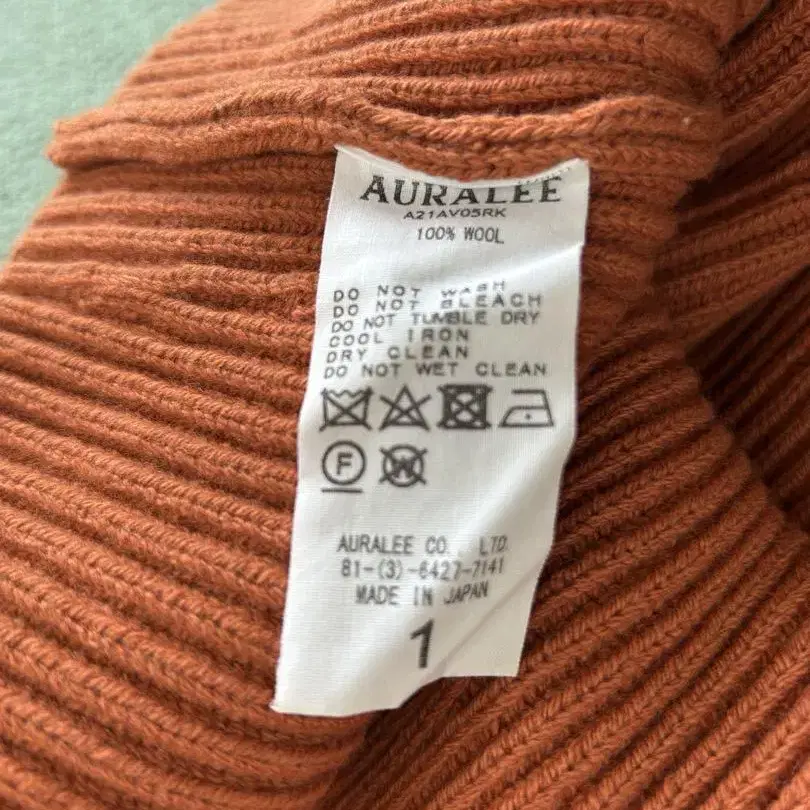 AURALEE
A21AV05RK
100% WOOL
DO NOT WASH
DO NOT BLEACH
DO NOT TUMBLE DRY
COOL IRON
DRY CLEAN
DO NOT WET CLEAN
F W
AURALEE CO., LTD.
81-(3)-6427-7141
MADE IN JAPAN
1